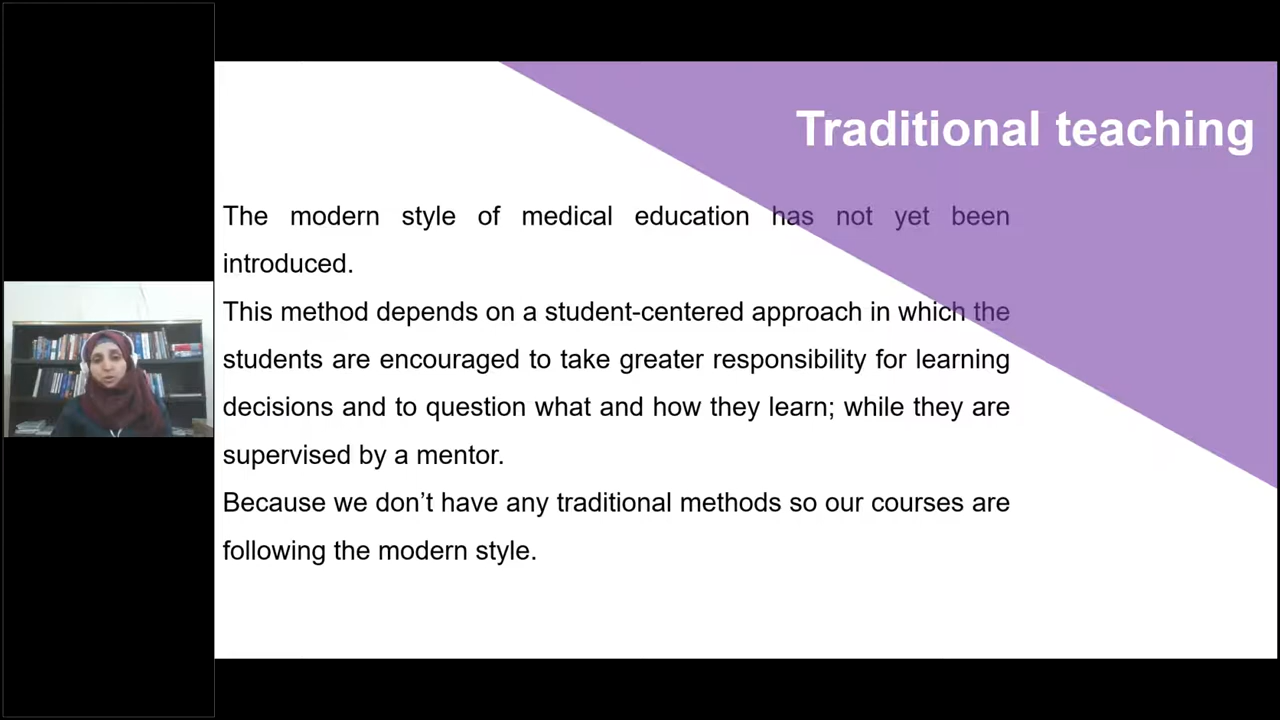 Traditional teaching
The modern style of medical education has not yet been
introduced.
This method depends on a student-centered approach in which the
students are encouraged to take greater responsibility for learning
decisions and to question what and how they learn; while they are
supervised by a mentor.
Because we don’t have any traditional methods so our courses are
following the modern style.